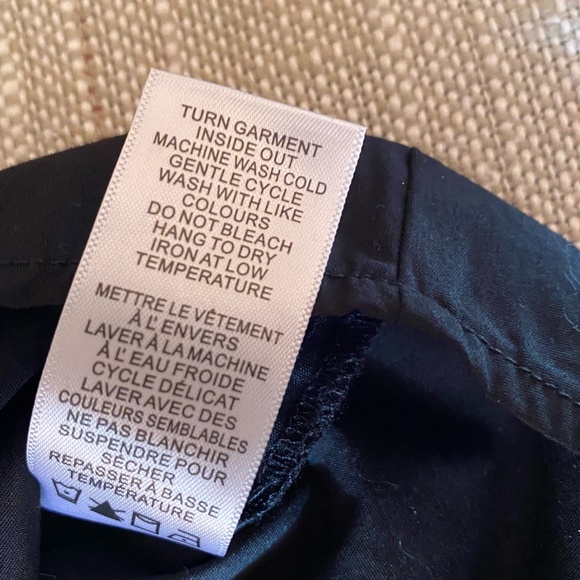 TURN GARMENT
INSIDE OUT
MACHINE WASH COLD
GENTLE CYCLE
WASH WITH LIKE
COLOURS
DO NOT BLEACH
HANG TO DRY
IRON AT LOW
TEMPERATURE
METTRE LE VÊTEMENT
À L'ENVERS
LAVER À LA MACHINE
À L'EAU FROIDE
CYCLE DÉLICAT
LAVER AVEC DES
COULEURS SEMBLABLES
NE PAS BLANCHIR
SUSPENDRE POUR
SÉCHER
REPASSER À BASSE
TEMPÉRATURE